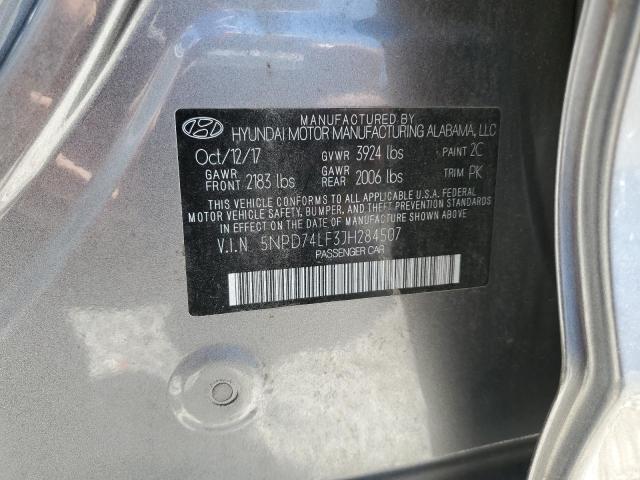 MANUFACTURED BY
HYUNDAI MOTOR MANUFACTURING ALABAMA, LLC
Oct/12/17 GVWR 3924 lbs PAINT 2C
GAWR FRONT 2183 lbs GAWR REAR 2006 lbs TRIM PK
THIS VEHICLE CONFORMS TO ALL APPLICABLE U.S.A. FEDERAL
MOTOR VEHICLE SAFETY, BUMPER, AND THEFT PREVENTION STANDARDS
IN EFFECT ON THE DATE OF MANUFACTURE SHOWN ABOVE.
V.I.N 5NPD74LF3JH284507
PASSENGER CAR